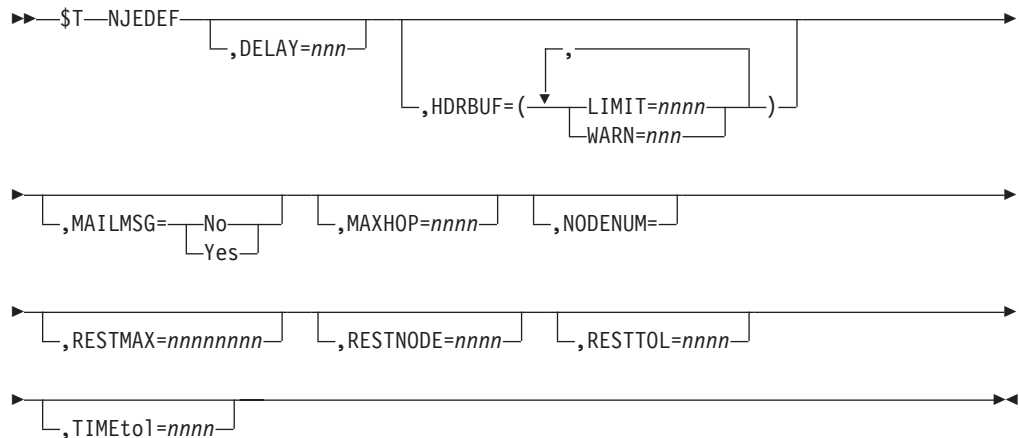 $T NJEDEF
,DELAY=nnn
,
,HDRBUF=( LIMIT=nnnn )
WARN=nnn
,MAILMSG= No ,MAXHOP=nnnn ,NODENUM=
Yes
,RESTMAX=nnnnnnnn ,RESTNODE=nnnn ,RESTTOL=nnnn
,TIMEtol=nnnn